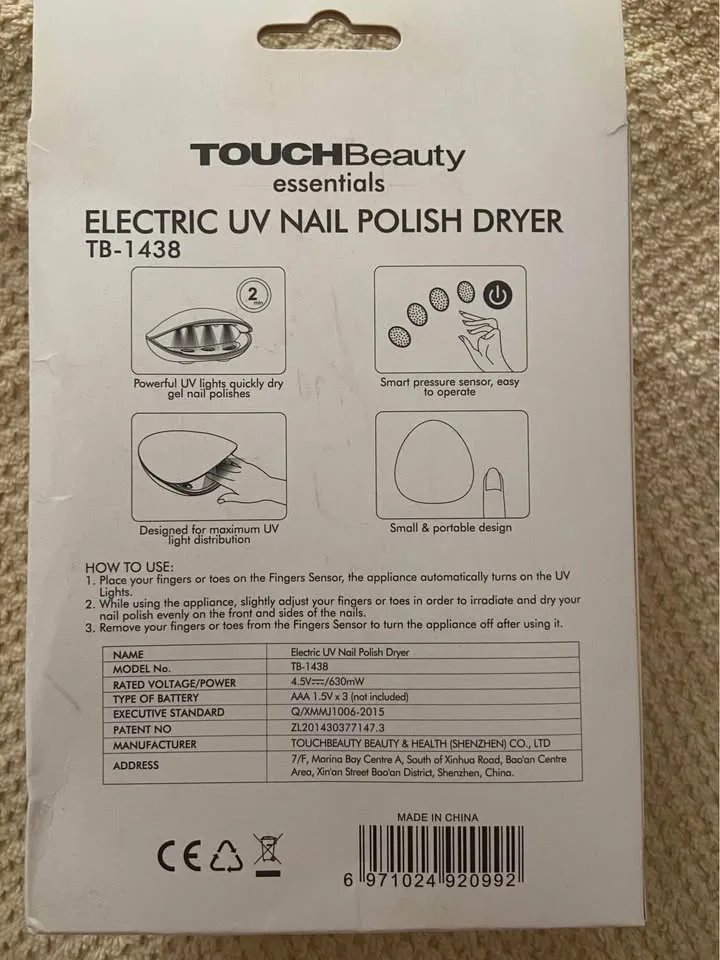 TOUCHBeauty
essentials
ELECTRIC UV NAIL POLISH DRYER
TB-1438
2
min
Powerful UV lights quickly dry
gel nail polishes
Smart pressure sensor, easy
to operate
Designed for maximum UV
light distribution
Small & portable design
HOW TO USE:
1. Place your fingers or toes on the Fingers Sensor, the appliance automatically turns on the UV
Lights.
2. While using the appliance, slightly adjust your fingers or toes in order to irradiate and dry your
nail polish evenly on the front and sides of the nails.
3. Remove your fingers or toes from the Fingers Sensor to turn the appliance off after using it.
NAME Electric UV Nail Polish Dryer
MODEL No. TB-1438
RATED VOLTAGE/POWER 4.5V⎓/630mW
TYPE OF BATTERY AAA 1.5V x 3 (not included)
EXECUTIVE STANDARD Q/XMMJ1006-2015
PATENT NO ZL201430377147.3
MANUFACTURER TOUCHBEAUTY BEAUTY & HEALTH (SHENZHEN) CO., LTD
ADDRESS 7/F, Marina Bay Centre A, South of Xinhua Road, Bao'an Centre
Area, Xin'an Street Bao'an District, Shenzhen, China.
MADE IN CHINA
CE
6 971024 920992